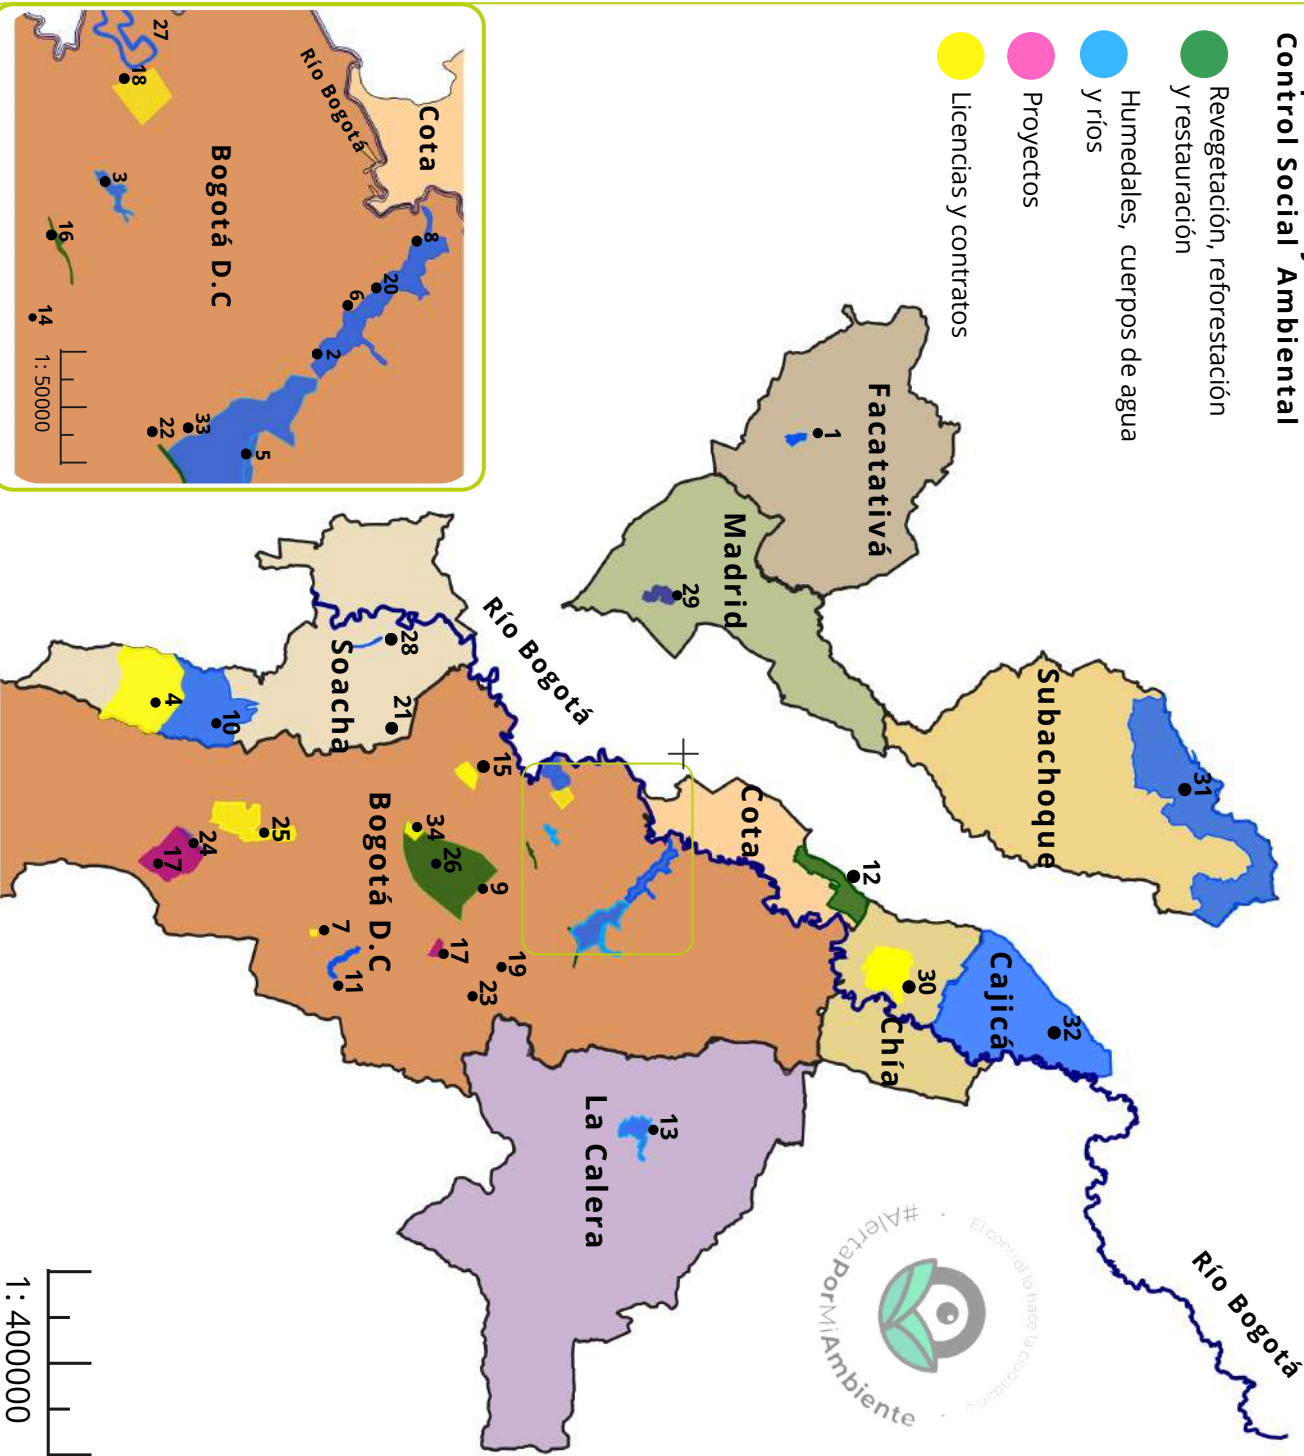 Control Social Ambiental
Revegetación, reforestación
y restauración
Humedales, cuerpos de agua
y ríos
Proyectos
Licencias y contratos
Subachoque
31
Facatativá
1
Madrid
29
Cajicá
32
Chía
30
12
Cota
Río Bogotá
Río Bogotá
Soacha
28
21
10
4
Bogotá D.C
15
34
26
9
25
24
17
17
7
11
19
23
La Calera
13
#AlertaPorMiAmbiente
El control lo hace la ciudadanía
1: 400000
Cota
Río Bogotá
Bogotá D.C
27
18
3
16
14
8
20
6
2
33
22
5
1: 50000